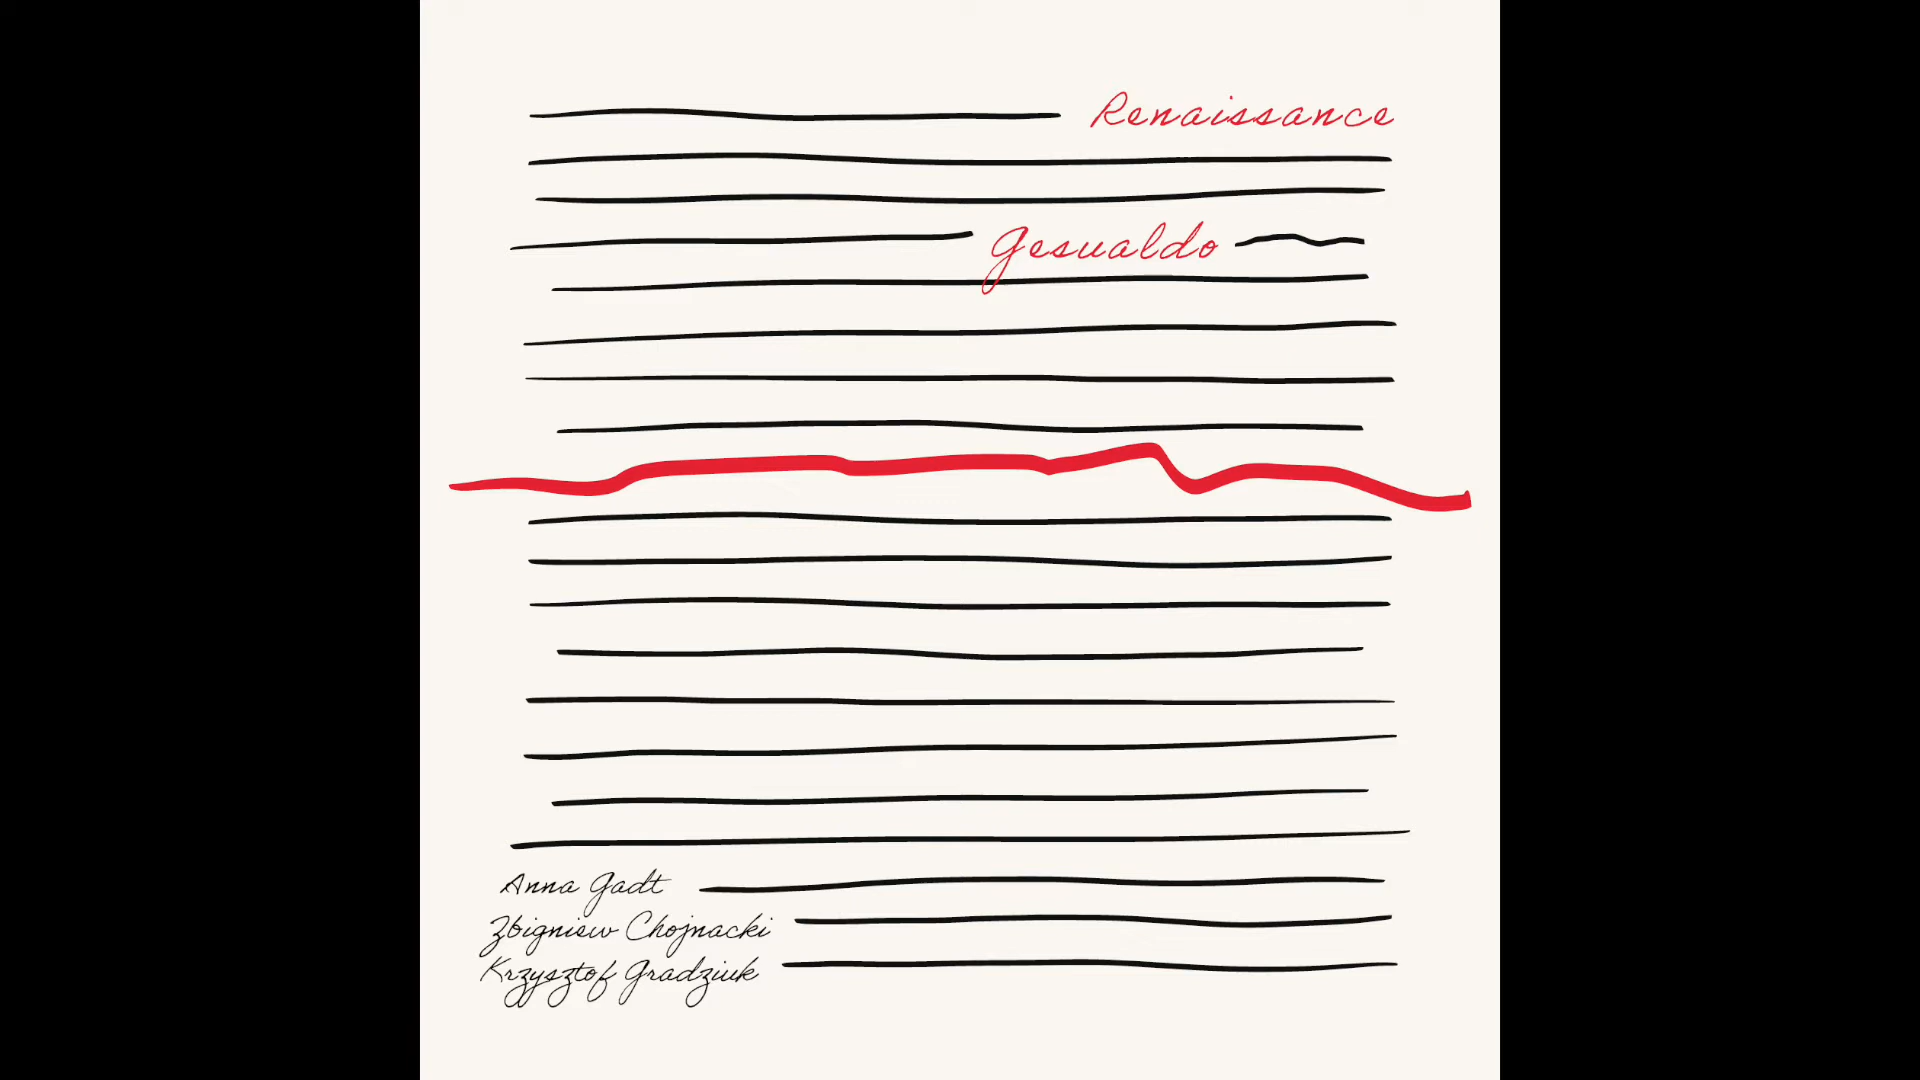 Renaissance
Gesualdo
Anna Gadt
Zbigniew Chojnacki
Krzysztof Gradziuk